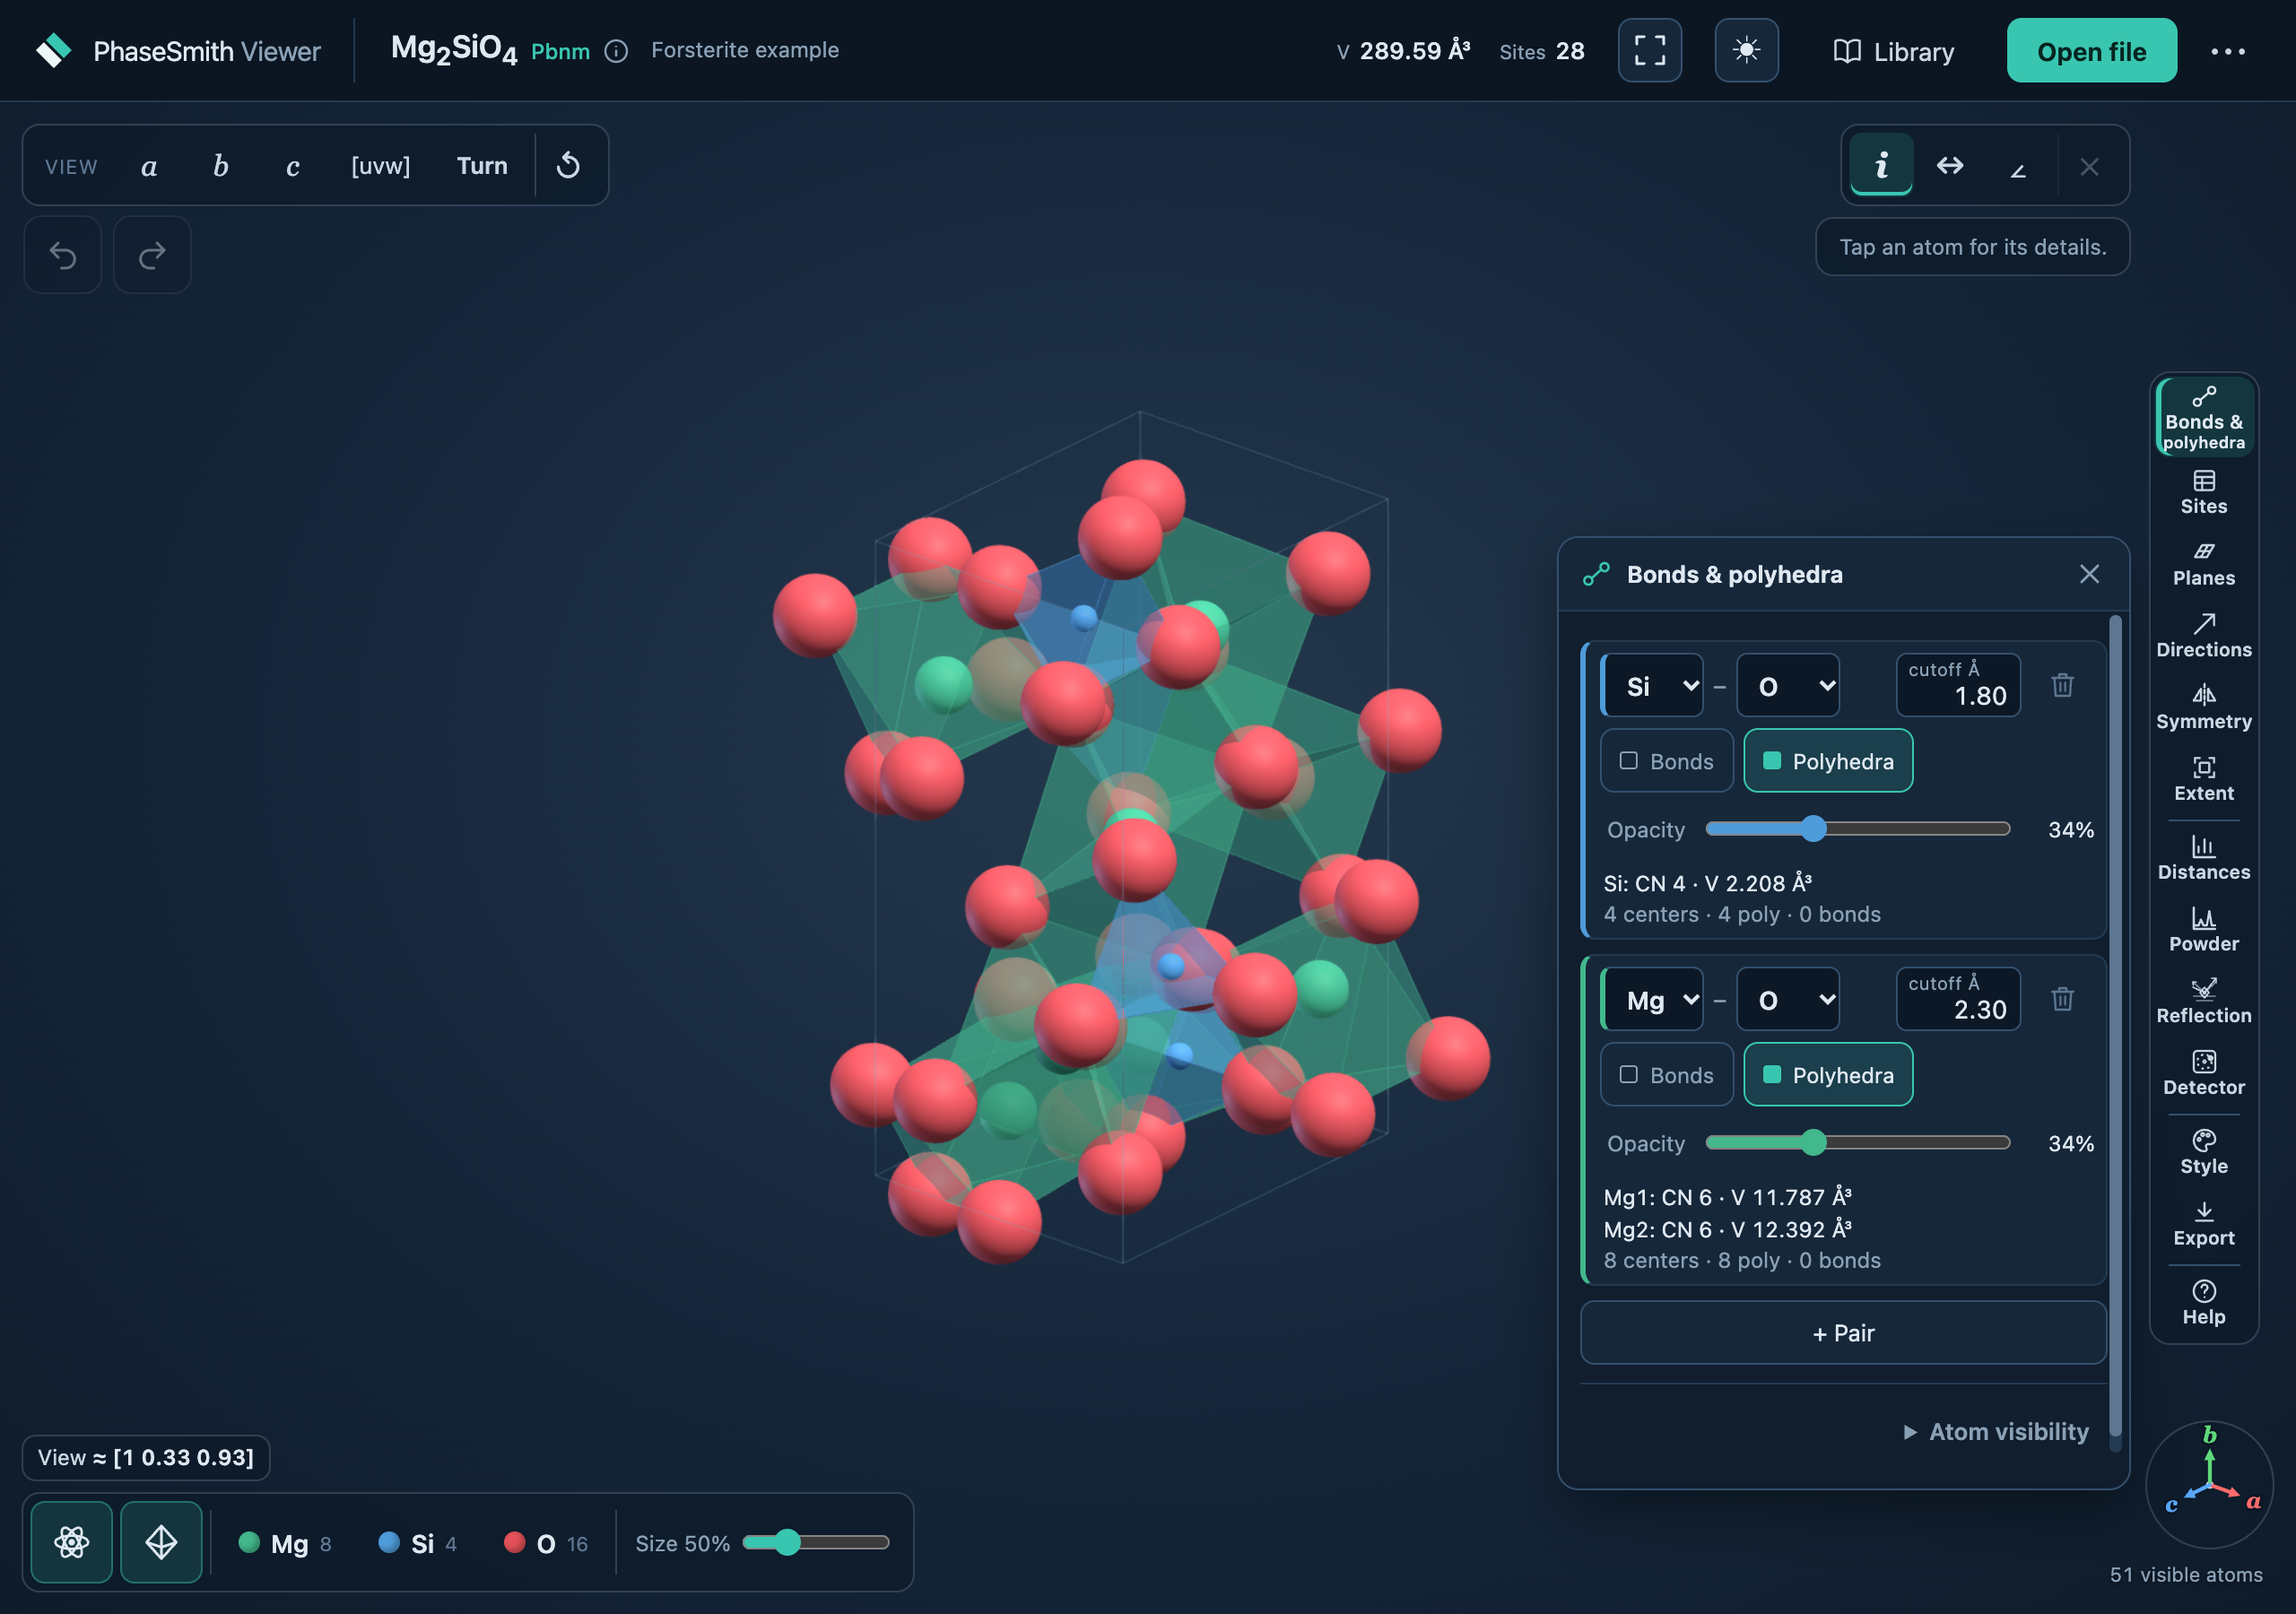 PhaseSmith Viewer
Mg₂SiO₄ Pbnm i Forsterite example
V 289.59 Å³ Sites 28
Library
Open file
VIEW a b c [uvw] Turn
i
Tap an atom for its details.
Bonds &
polyhedra
Sites
Planes
Directions
Symmetry
Extent
Distances
Powder
Reflection
Detector
Style
Export
Help
Bonds & polyhedra
Si – O cutoff Å 1.80
Bonds Polyhedra
Opacity 34%
Si: CN 4 · V 2.208 Å³
4 centers · 4 poly · 0 bonds
Mg – O cutoff Å 2.30
Bonds Polyhedra
Opacity 34%
Mg1: CN 6 · V 11.787 Å³
Mg2: CN 6 · V 12.392 Å³
8 centers · 8 poly · 0 bonds
+ Pair
Atom visibility
View ≈ [1 0.33 0.93]
Mg 8 Si 4 O 16 Size 50%
b
c a
51 visible atoms